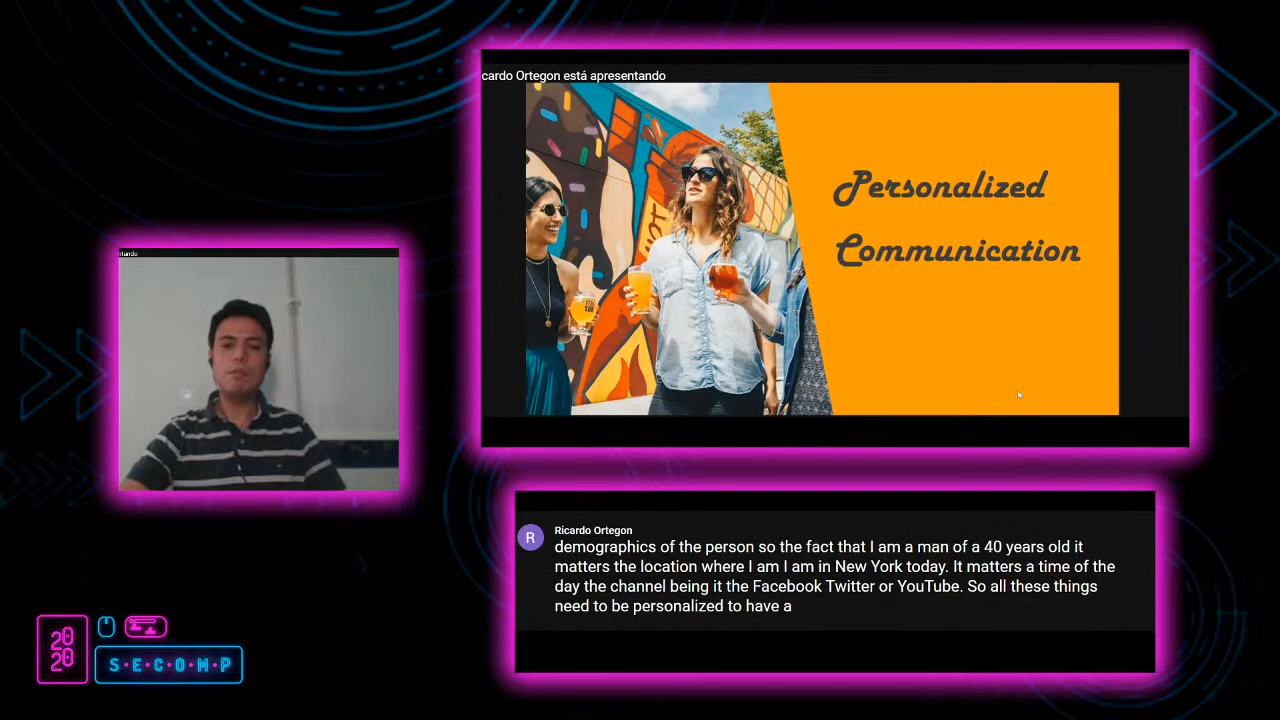 cardo Ortegon está apresentando
Personalized
Communication
ntando
R
Ricardo Ortegon
demographics of the person so the fact that I am a man of a 40 years old it
matters the location where I am I am in New York today. It matters a time of the
day the channel being it the Facebook Twitter or YouTube. So all these things
need to be personalized to have a
2020
S·E·C·O·M·P